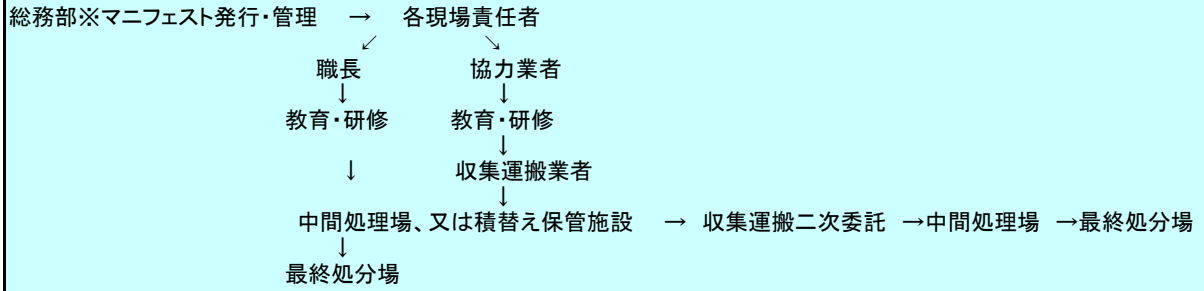 総務部※マニフェスト発行・管理 → 各現場責任者
↙ ↘
職長 協力業者
↓ ↓
教育・研修 教育・研修
↓
↓ 収集運搬業者
↓
中間処理場、又は積替え保管施設 → 収集運搬二次委託 →中間処理場 →最終処分場
↓
最終処分場